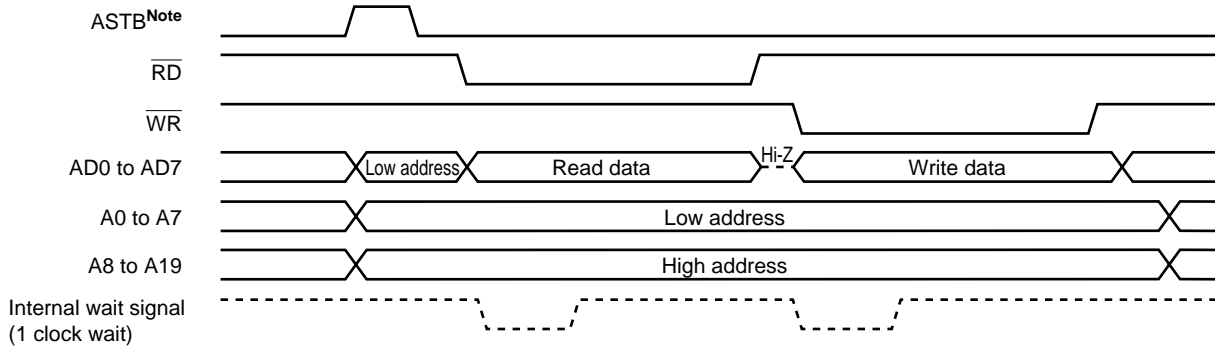 ASTBNote
RD
WR
AD0 to AD7 Low address Read data Hi-Z Write data
A0 to A7 Low address
A8 to A19 High address
Internal wait signal
(1 clock wait)